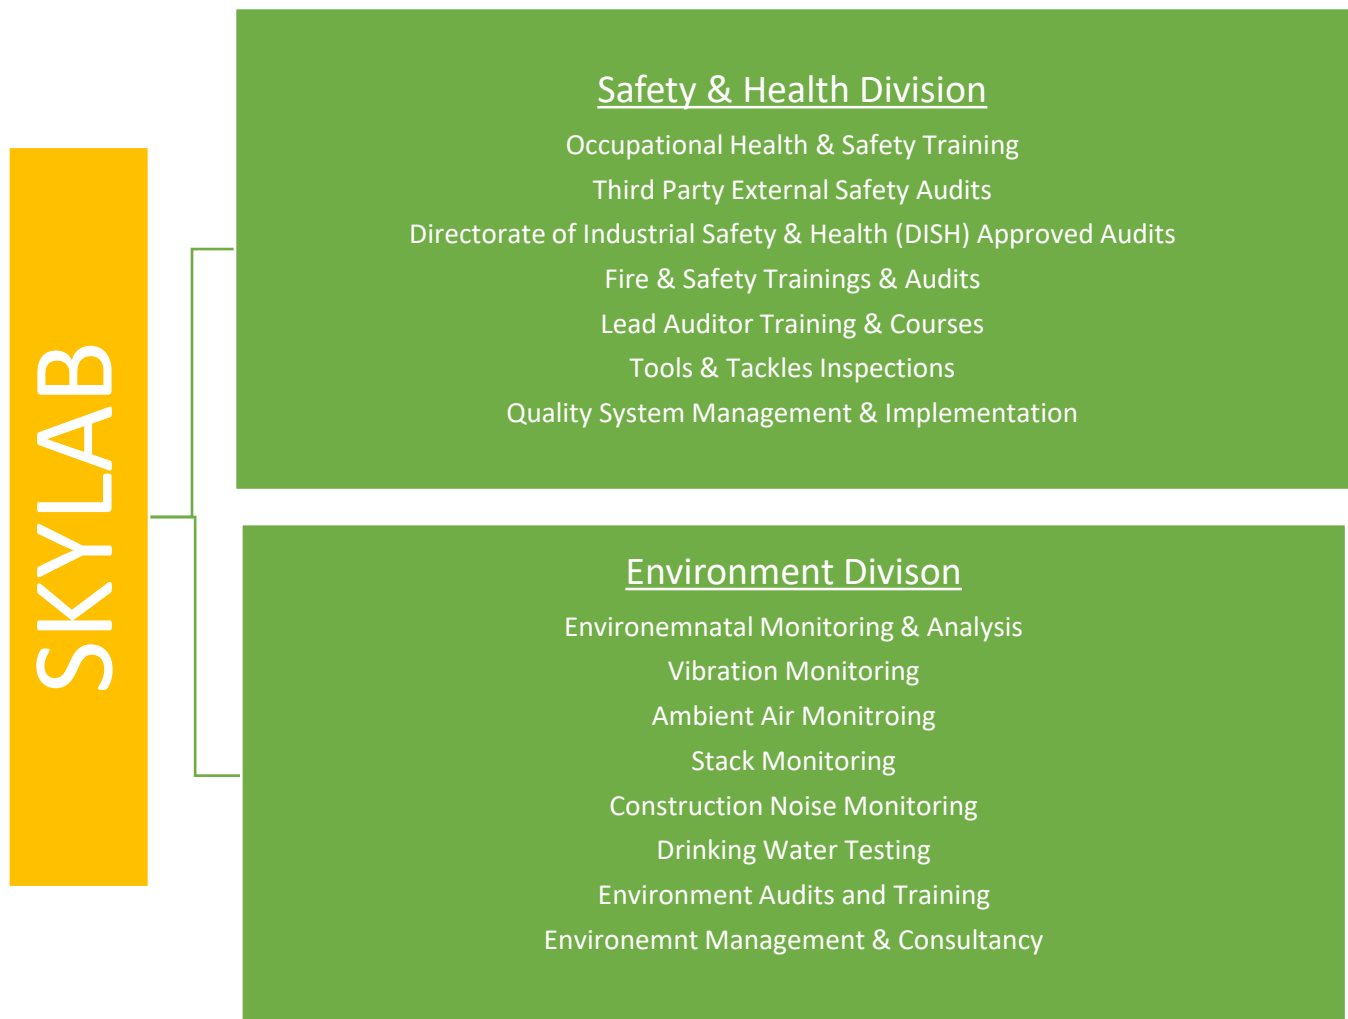 SKYLAB
Safety & Health Division
Occupational Health & Safety Training
Third Party External Safety Audits
Directorate of Industrial Safety & Health (DISH) Approved Audits
Fire & Safety Trainings & Audits
Lead Auditor Training & Courses
Tools & Tackles Inspections
Quality System Management & Implementation
Environment Divison
Environemnatal Monitoring & Analysis
Vibration Monitoring
Ambient Air Monitroing
Stack Monitoring
Construction Noise Monitoring
Drinking Water Testing
Environment Audits and Training
Environemnt Management & Consultancy